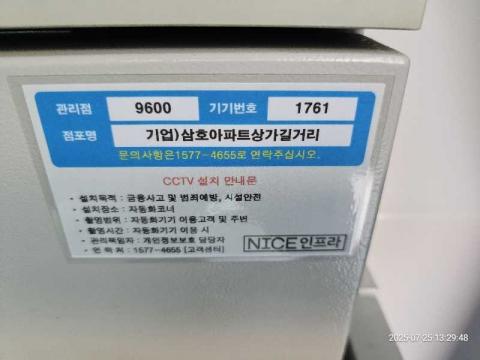 관리점 9600 기기번호 1761
점포명 기업)삼호아파트상가길거리
문의사항은1577-4655로 연락주십시오.
CCTV 설치 안내문
• 설치목적 : 금융사고 및 범죄예방, 시설안전
• 설치장소 : 자동화코너
• 촬영범위 : 자동화기기 이용고객 및 주변
• 촬영시간 : 자동화기기 이용 시
• 관리책임자 : 개인정보보호 담당자
• 연 락 처 : 1577-4655 [고객센터]
NICE인프라
2025-07-25 13:29:48